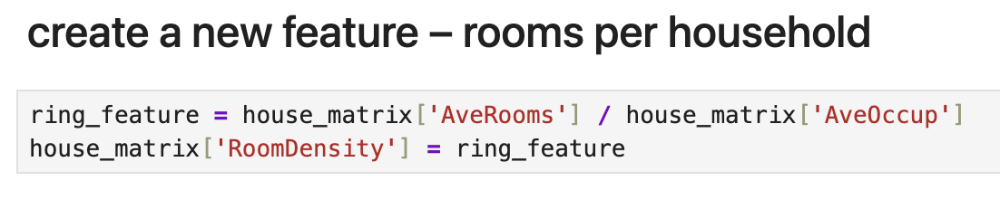 create a new feature – rooms per household
ring_feature = house_matrix['AveRooms'] / house_matrix['AveOccup']
house_matrix['RoomDensity'] = ring_feature